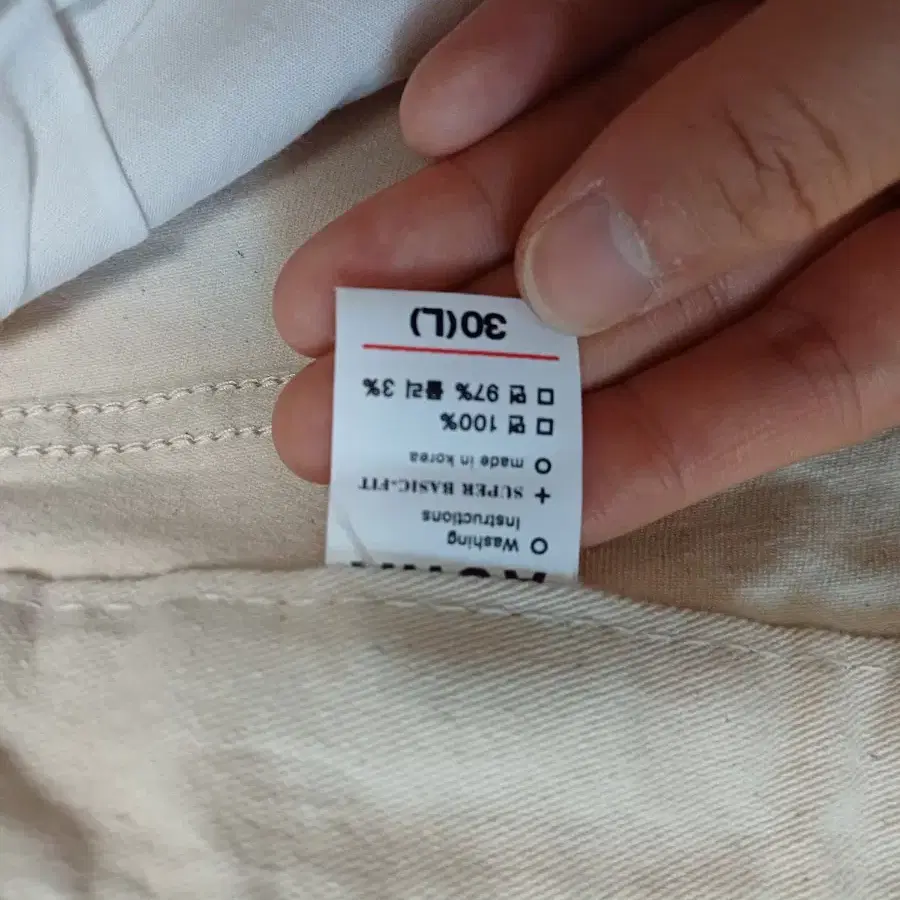 Washing
Instructions
SUPER BASIC-FIT
made in korea
면 100%
면 97% 폴리 3%
30(L)